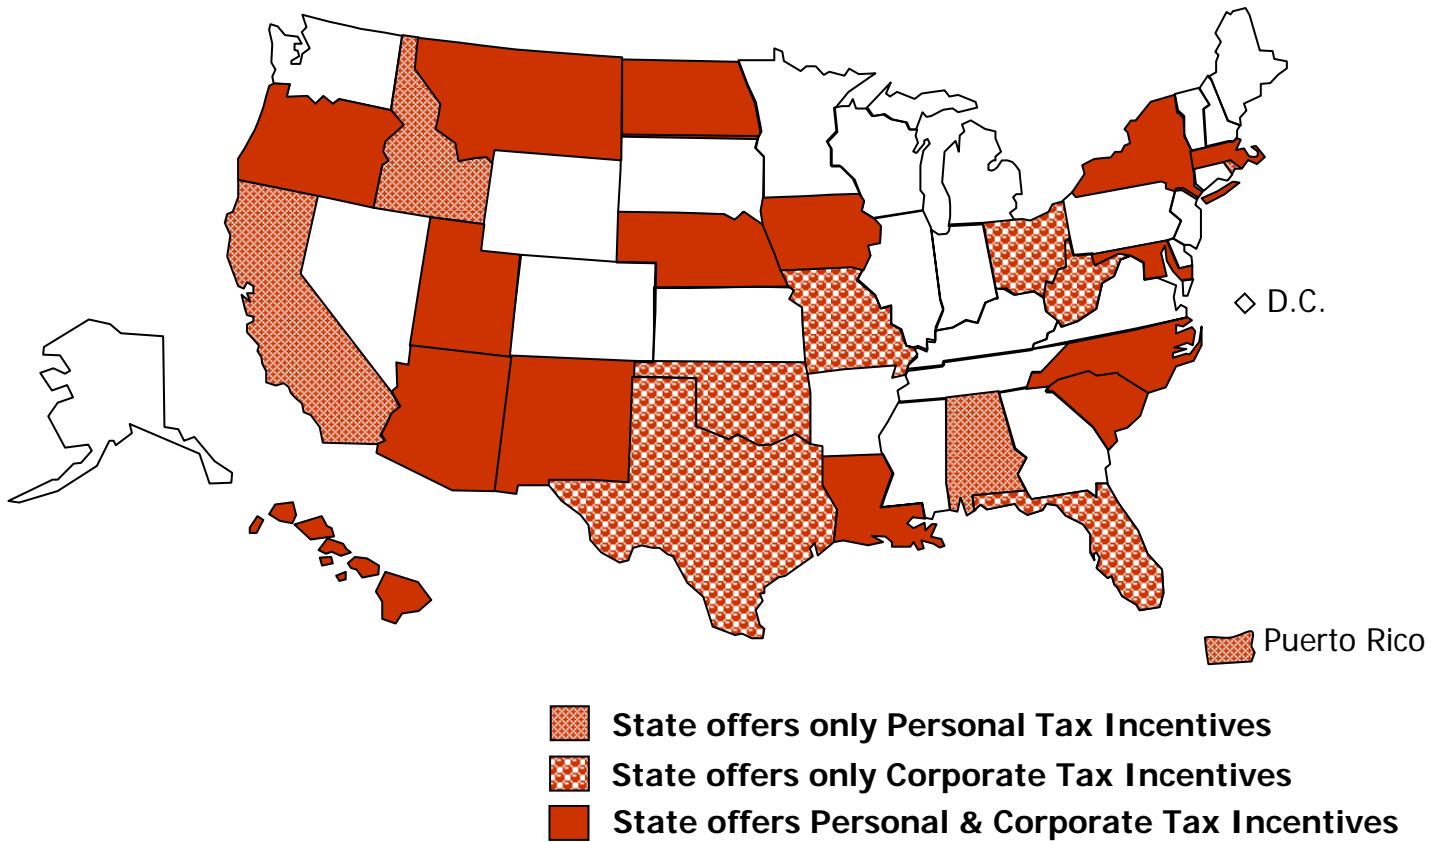 D.C.
Puerto Rico
State offers only Personal Tax Incentives
State offers only Corporate Tax Incentives
State offers Personal & Corporate Tax Incentives